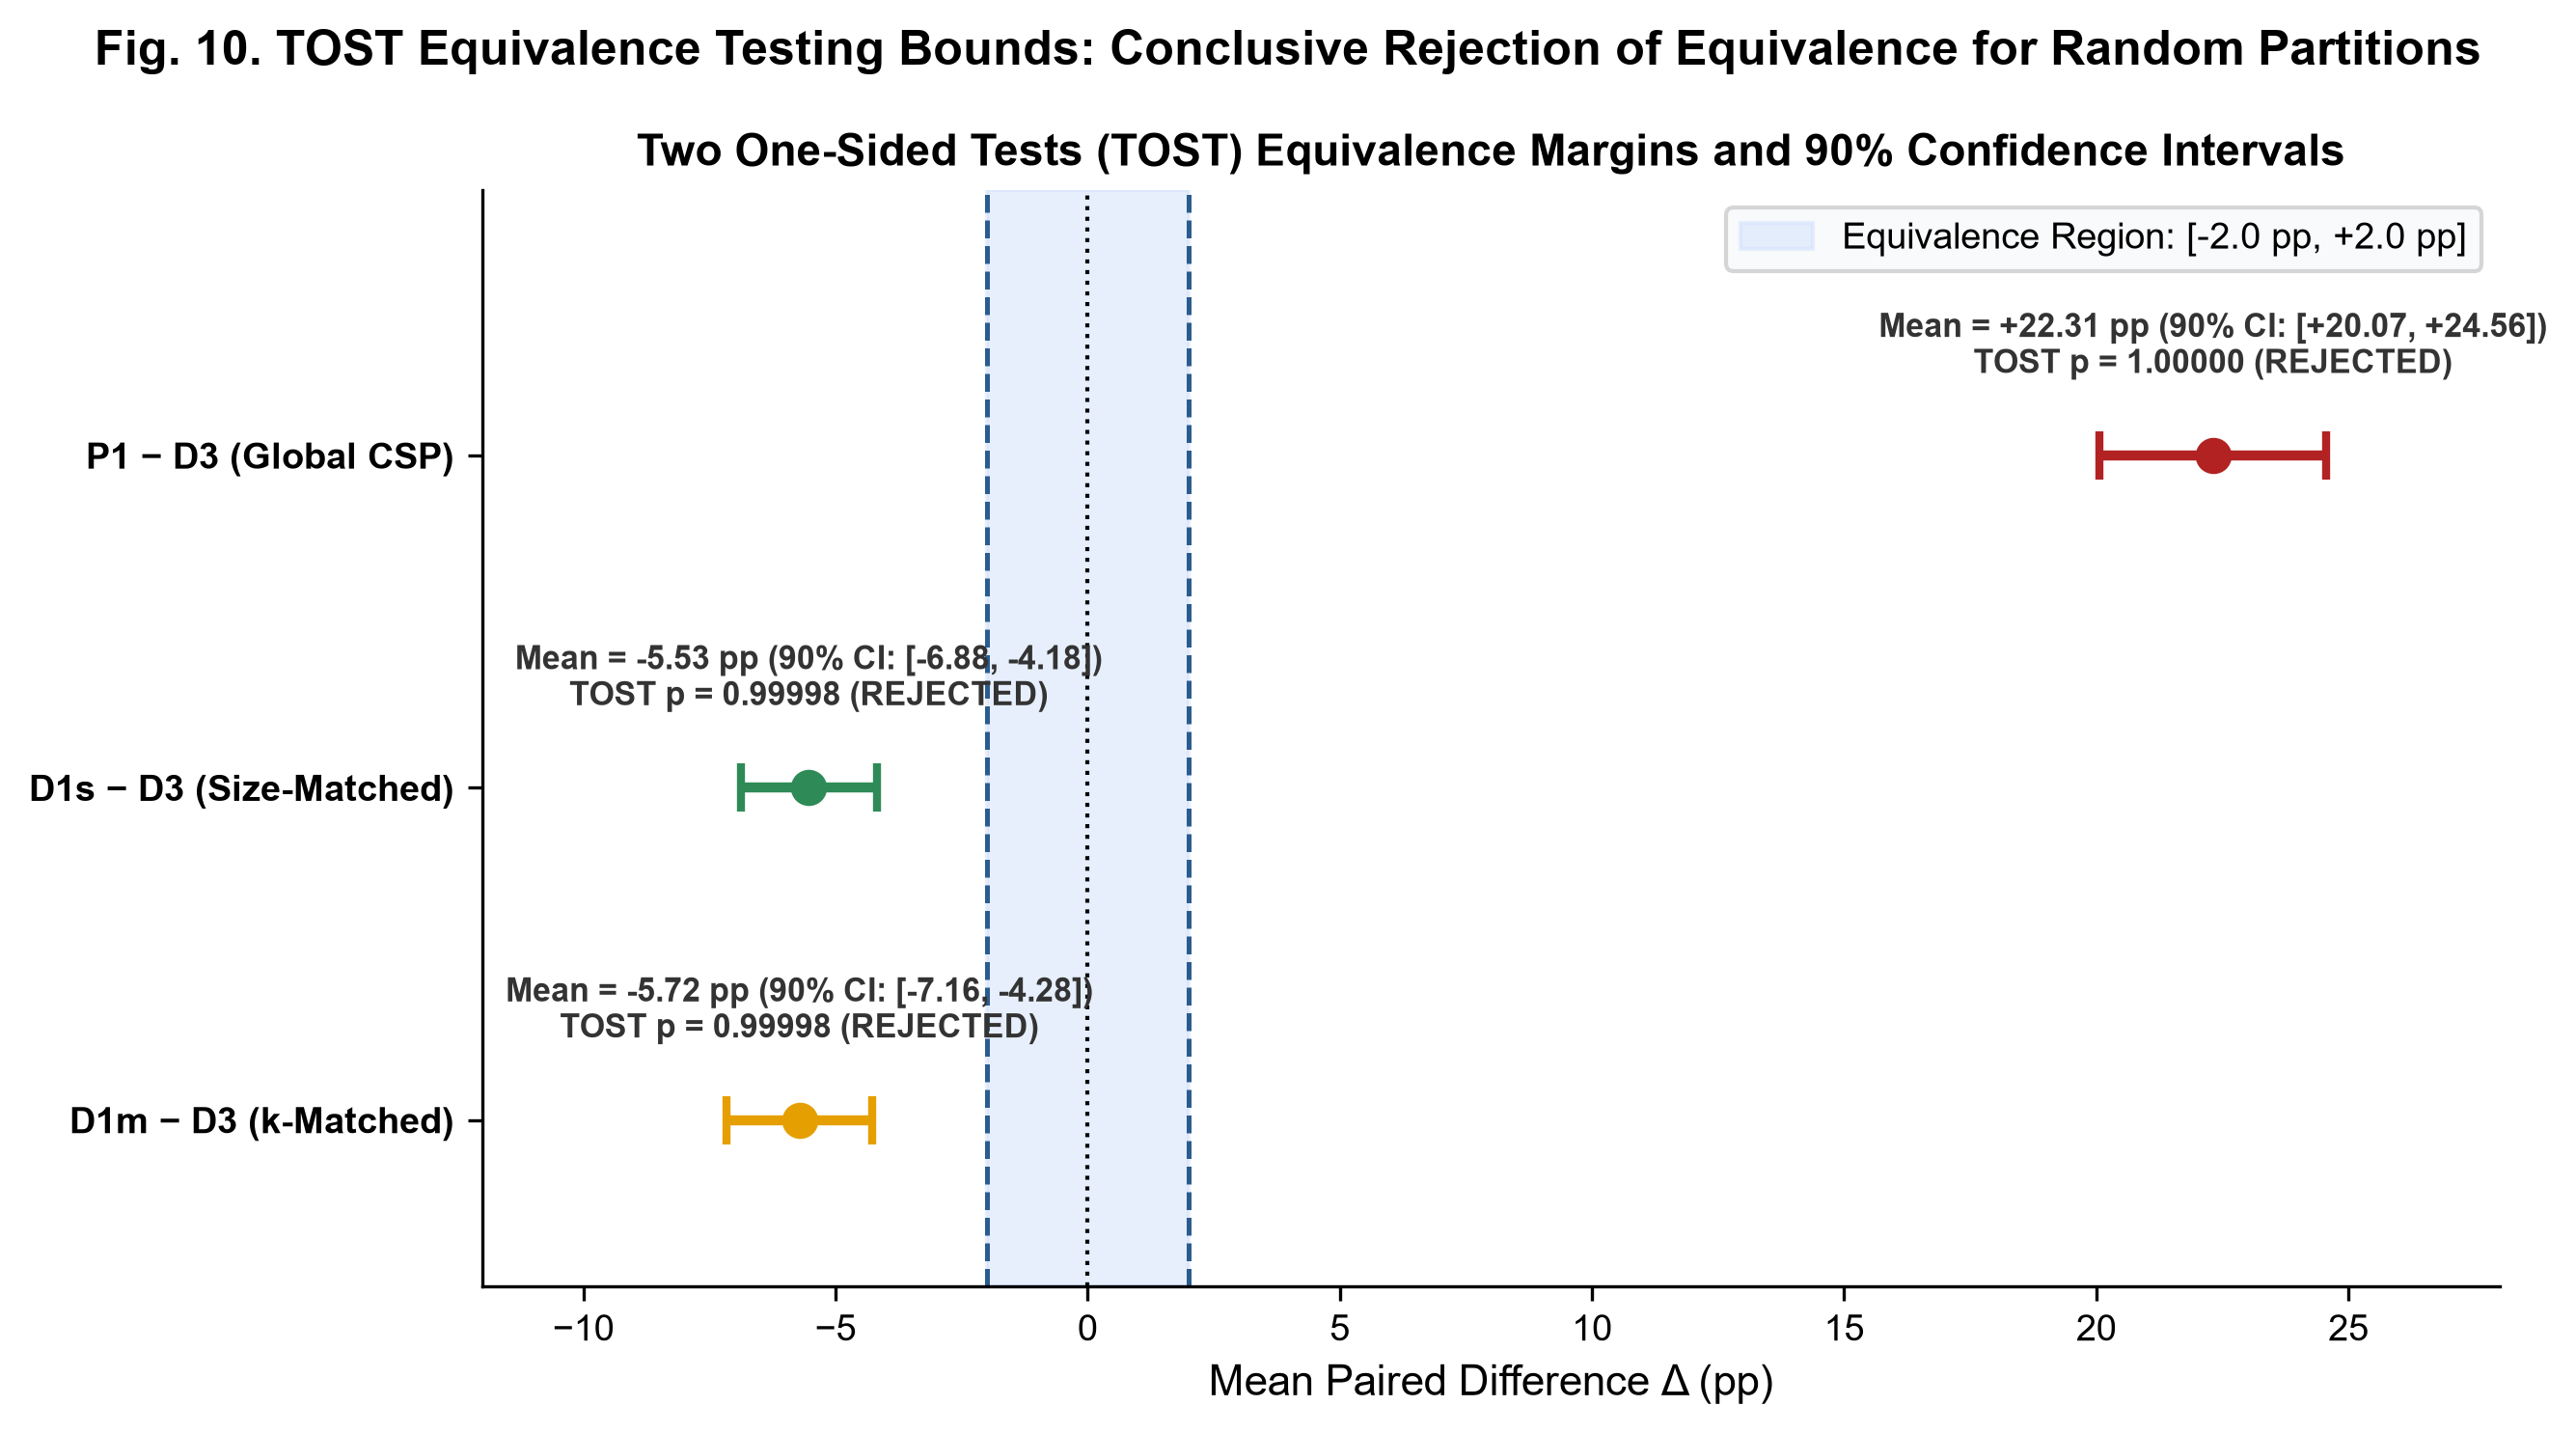 Fig. 10. TOST Equivalence Testing Bounds: Conclusive Rejection of Equivalence for Random Partitions
Two One-Sided Tests (TOST) Equivalence Margins and 90% Confidence Intervals
Equivalence Region: [-2.0 pp, +2.0 pp]
Mean = +22.31 pp (90% CI: [+20.07, +24.56])
TOST p = 1.00000 (REJECTED)
P1 − D3 (Global CSP)
Mean = -5.53 pp (90% CI: [-6.88, -4.18])
TOST p = 0.99998 (REJECTED)
D1s − D3 (Size-Matched)
Mean = -5.72 pp (90% CI: [-7.16, -4.28])
TOST p = 0.99998 (REJECTED)
D1m − D3 (k-Matched)
−10 −5 0 5 10 15 20 25
Mean Paired Difference Δ (pp)